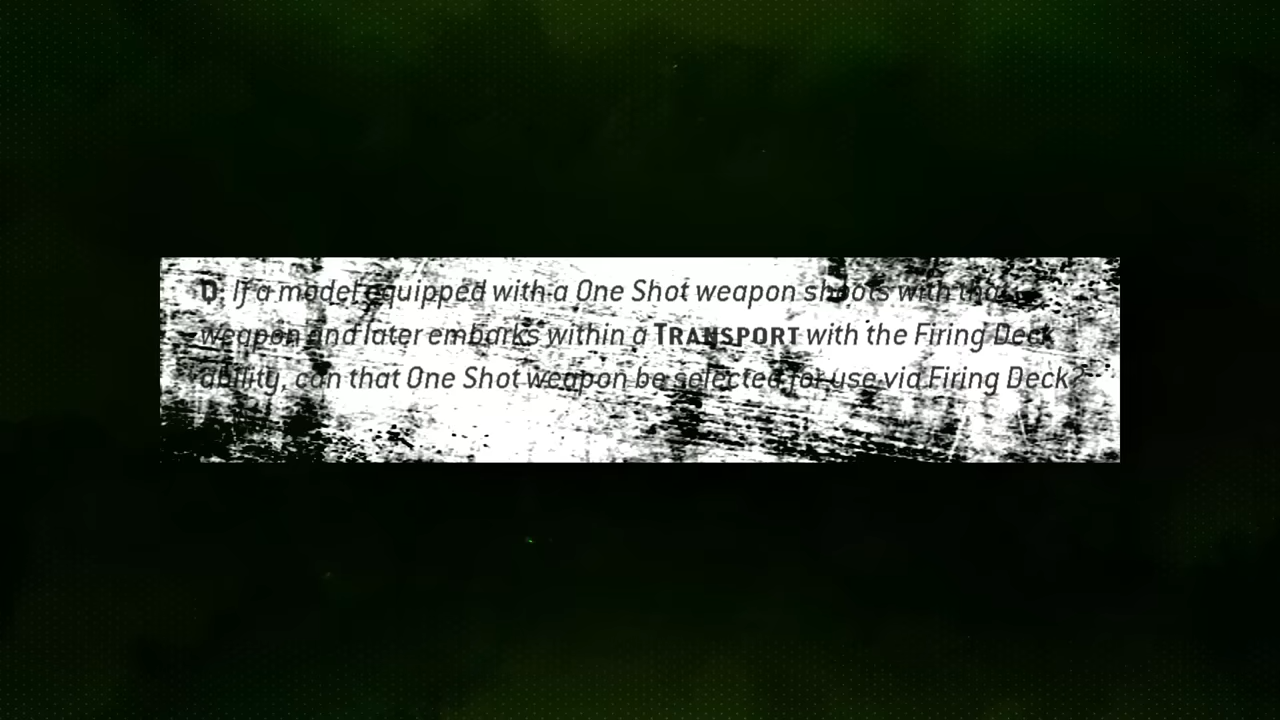 Q: If a model equipped with a One Shot weapon shoots with that
weapon and later embarks within a TRANSPORT with the Firing Deck
ability, can that One Shot weapon be selected for use via Firing Deck?